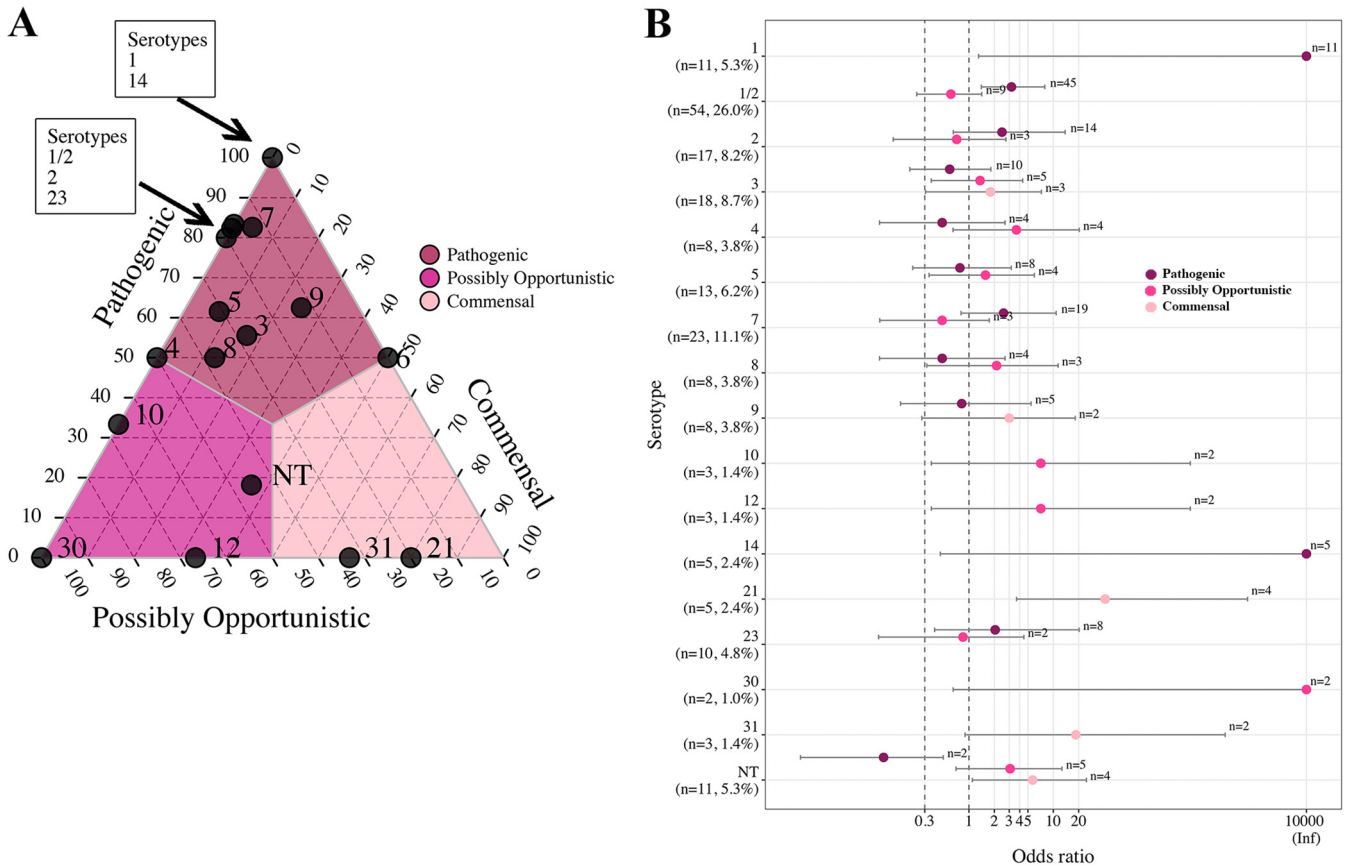 A
Serotypes
1
14
Serotypes
1/2
2
23
100
90
80
70
60
50
40
30
20
10
0
0
10
20
30
40
50
60
70
80
90
100
100
90
80
70
60
50
40
30
20
10
0
Pathogenic
Commensal
Possibly Opportunistic
7
5
9
3
4
8
6
10
NT
30
12
31
21
Pathogenic
Possibly Opportunistic
Commensal
B
Serotype
1
(n=11, 5.3%)
n=11
1/2
(n=54, 26.0%)
n=45
n=9
2
(n=17, 8.2%)
n=14
n=3
3
(n=18, 8.7%)
n=10
n=5
n=3
4
(n=8, 3.8%)
n=4
n=4
5
(n=13, 6.2%)
n=8
n=4
7
(n=23, 11.1%)
n=19
n=3
8
(n=8, 3.8%)
n=4
n=3
9
(n=8, 3.8%)
n=5
n=2
10
(n=3, 1.4%)
n=2
12
(n=3, 1.4%)
n=2
14
(n=5, 2.4%)
n=5
21
(n=5, 2.4%)
n=4
23
(n=10, 4.8%)
n=8
n=2
30
(n=2, 1.0%)
n=2
31
(n=3, 1.4%)
n=2
NT
(n=11, 5.3%)
n=2
n=5
n=4
Pathogenic
Possibly Opportunistic
Commensal
0.3 1 2 3 4 5 10 20 10000
(Inf)
Odds ratio